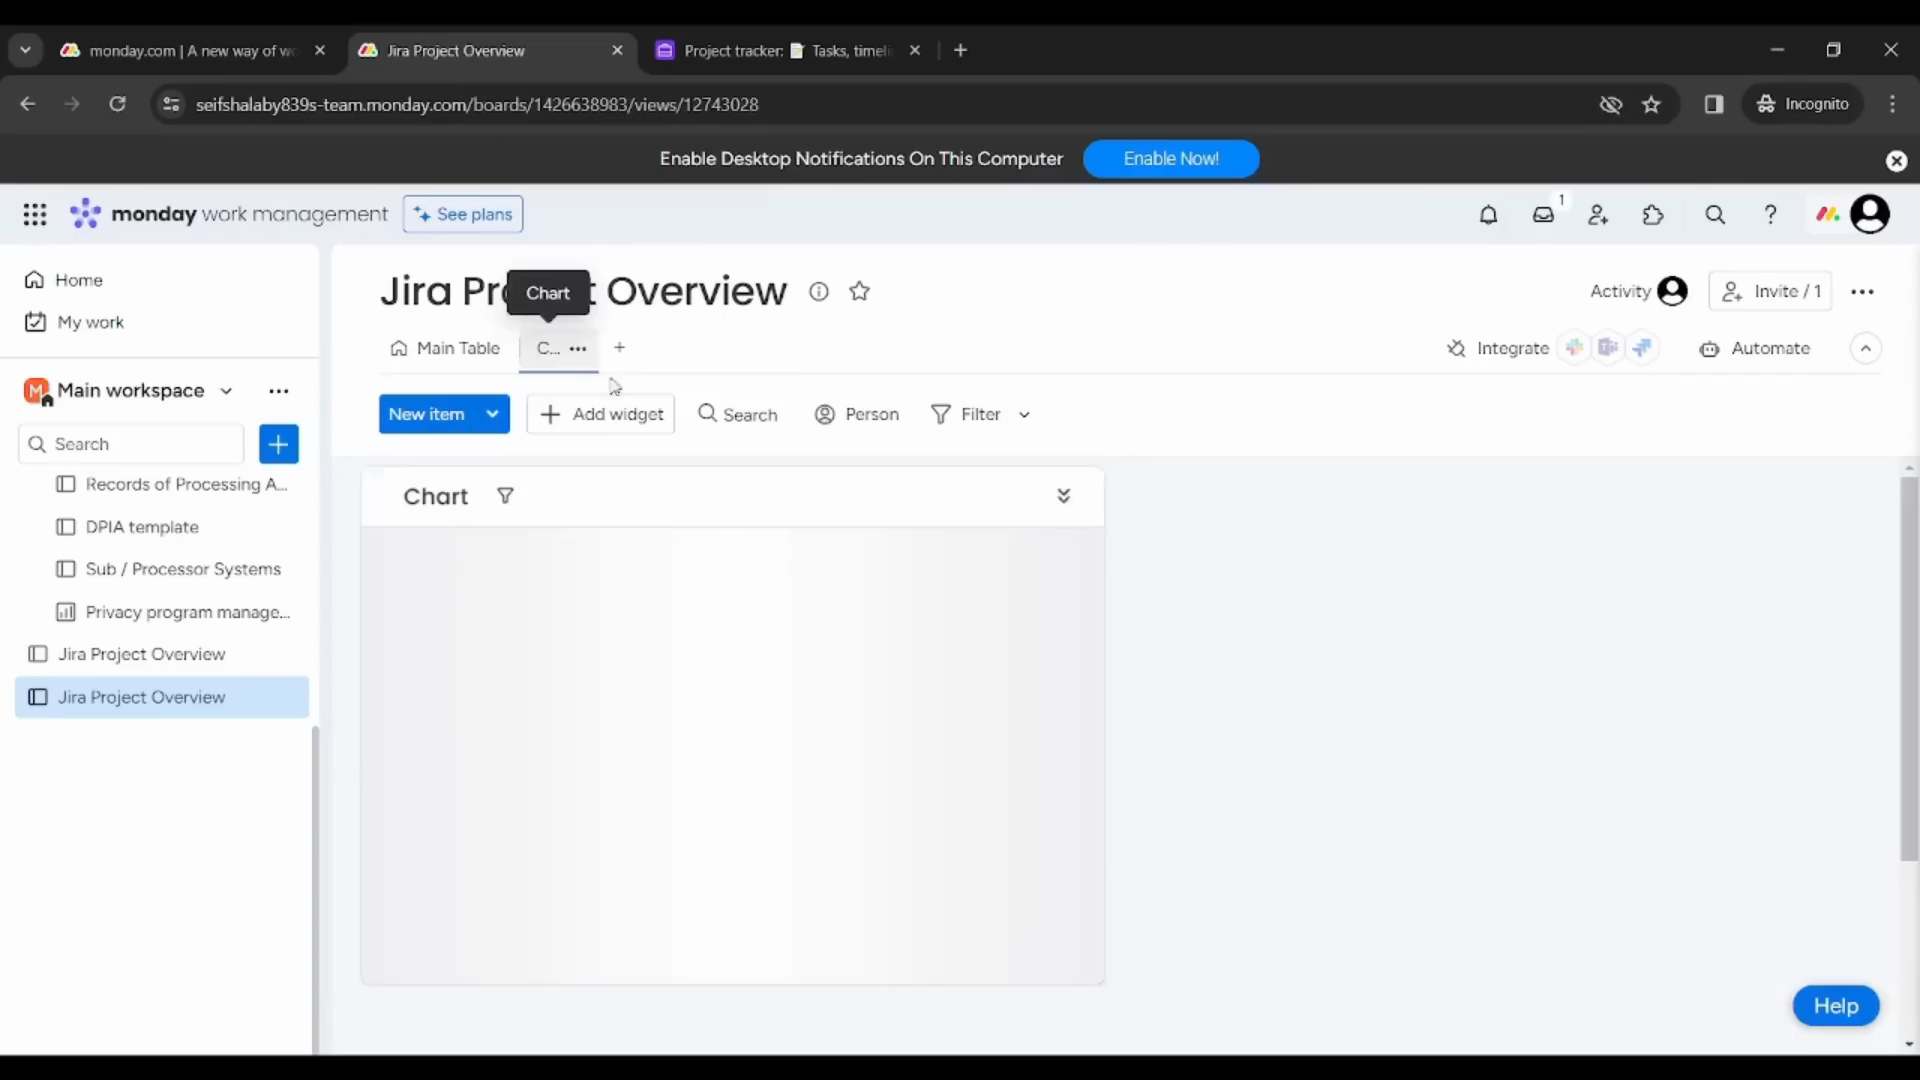 monday.com | A new way of wo
Jira Project Overview
Project tracker: 📝 Tasks, timeli
seifshalaby839s-team.monday.com/boards/1426638983/views/12743028
Incognito
Enable Desktop Notifications On This Computer
Enable Now!
monday work management
See plans
1
Home
My work
M
Main workspace
Search
Records of Processing A...
DPIA template
Sub / Processor Systems
Privacy program manage...
Jira Project Overview
Jira Project Overview
Jira Pr t Overview
Chart
Activity
Invite / 1
Main Table
C...
Integrate
Automate
New item
Add widget
Search
Person
Filter
Chart
Help